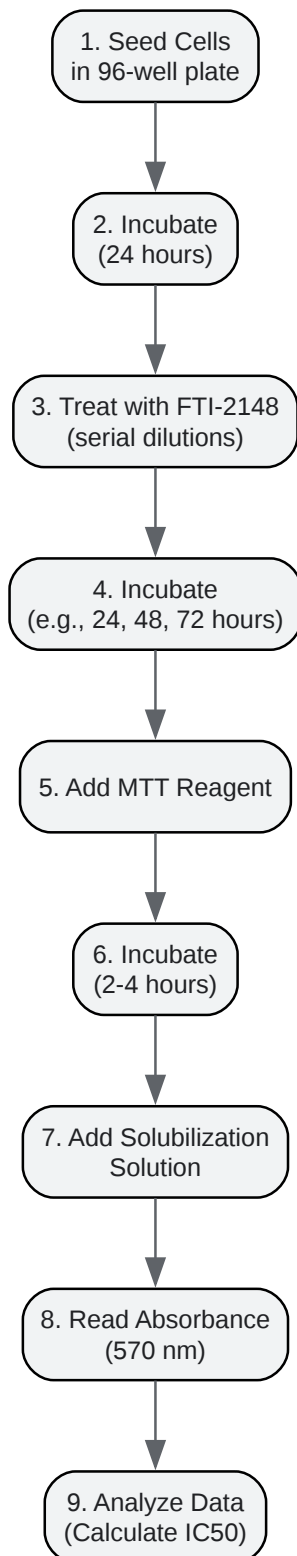 1. Seed Cells
in 96-well plate
2. Incubate
(24 hours)
3. Treat with FTI-2148
(serial dilutions)
4. Incubate
(e.g., 24, 48, 72 hours)
5. Add MTT Reagent
6. Incubate
(2-4 hours)
7. Add Solubilization
Solution
8. Read Absorbance
(570 nm)
9. Analyze Data
(Calculate IC50)